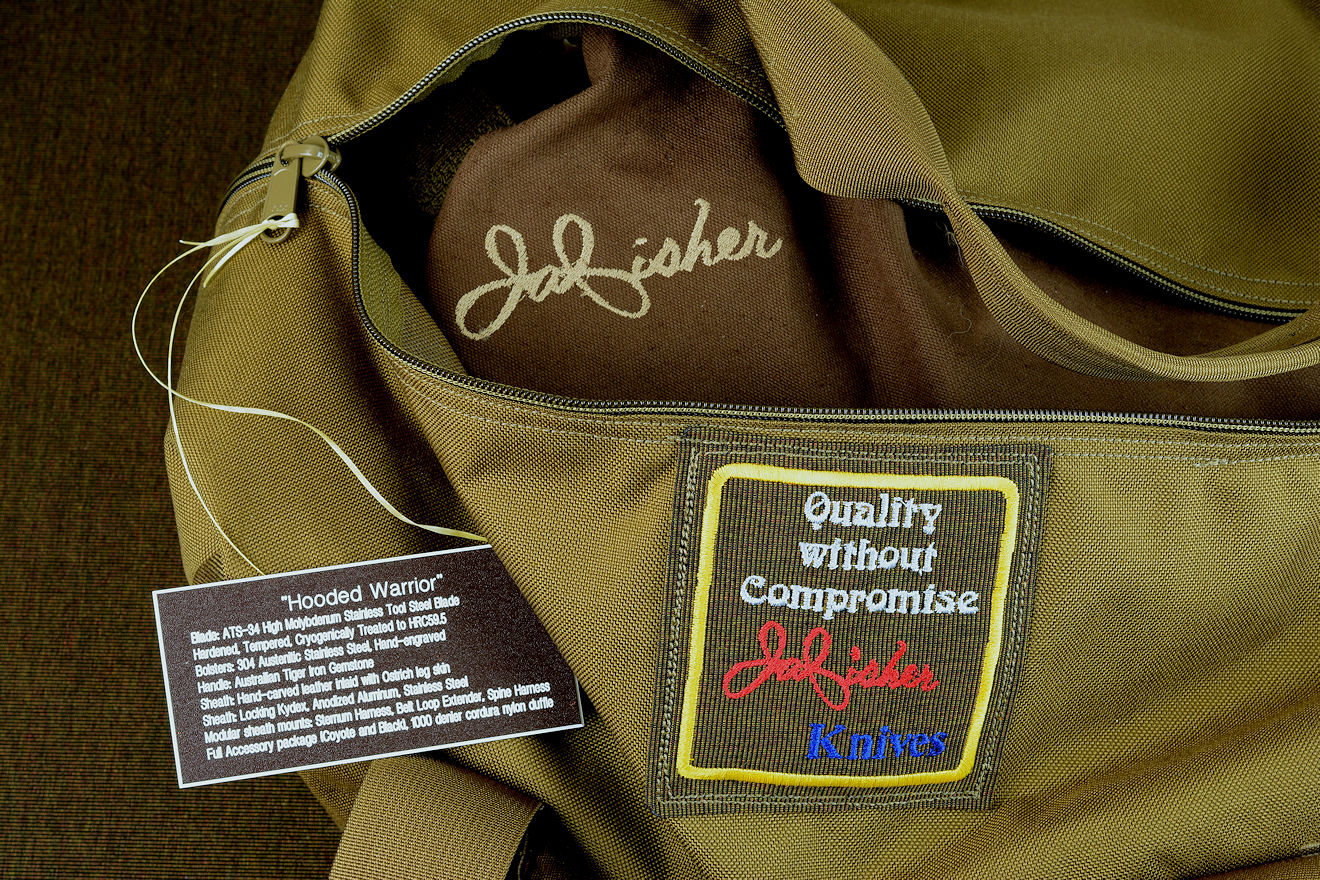 JaFisher
"Hooded Warrior"
Blade: ATS-34 High Molybdenum Stainless Tool Steel Blade
Hardened, Tempered, Cryogenically Treated to HRC59.5
Bolsters: 304 Austenitic Stainless Steel, Hand-engraved
Handle: Australian Tiger Iron Gemstone
Sheath: Hand-carved leather inlaid with Ostrich leg skin
Sheath: Locking Kydex, Anodized Aluminum, Stainless Steel
Modular sheath mounts: Sternum Harness, Belt Loop Extender, Spine Harness
Full Accessory package (Coyote and Black), 1000 denier cordura nylon duffle
Quality
without
Compromise
JaFisher
Knives